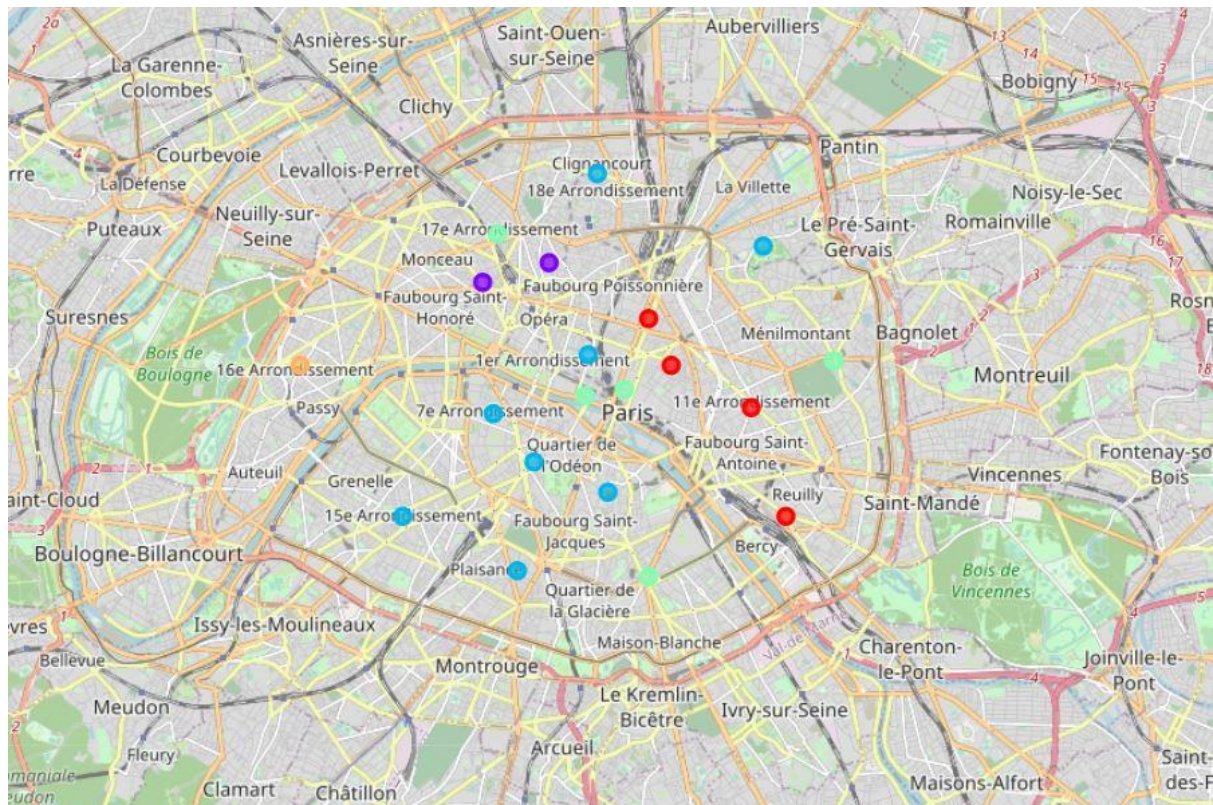 Saint-Ouen-
sur-Seine
Aubervilliers
Asnières-sur-
Seine
La Garenne-
Colombes
Clichy
Bobigny
Courbevoie
Levallois-Perret
La Défense
Pantin
Clignancourt
18e Arrondissement
La Villette
Noisy-le-Sec
Neuilly-sur-
Seine
Puteaux
17e Arrondissement
Le Pré-Saint-
Gervais
Romainville
Monceau
Faubourg Saint-
Honoré
Faubourg Poissonnière
Suresnes
Opéra
Ménilmontant
Bagnolet
Bois de
Boulogne
16e Arrondissement
1er Arrondissement
Montreuil
Passy
7e Arrondissement
Paris
11e Arrondissement
Quartier de
l'Odéon
Faubourg Saint-
Antoine
Auteuil
Grenelle
Vincennes
Fontenay-so
Bois
Reuilly
Saint-Mandé
15e Arrondissement
Faubourg Saint-
Jacques
Boulogne-Billancourt
Bercy
Plaisance
Quartier de
la Glacière
Bois de
Vincennes
Issy-les-Moulineaux
Maison-Blanche
Val-de-Marne
Charenton-
le-Pont
Bellevue
Montrouge
Joinville-le-
Pont
Meudon
Le Kremlin-
Bicêtre
Ivry-sur-Seine
Arcueil
Fleury
Clamart
Châtillon
Maisons-Alfort
Saint-
des-F